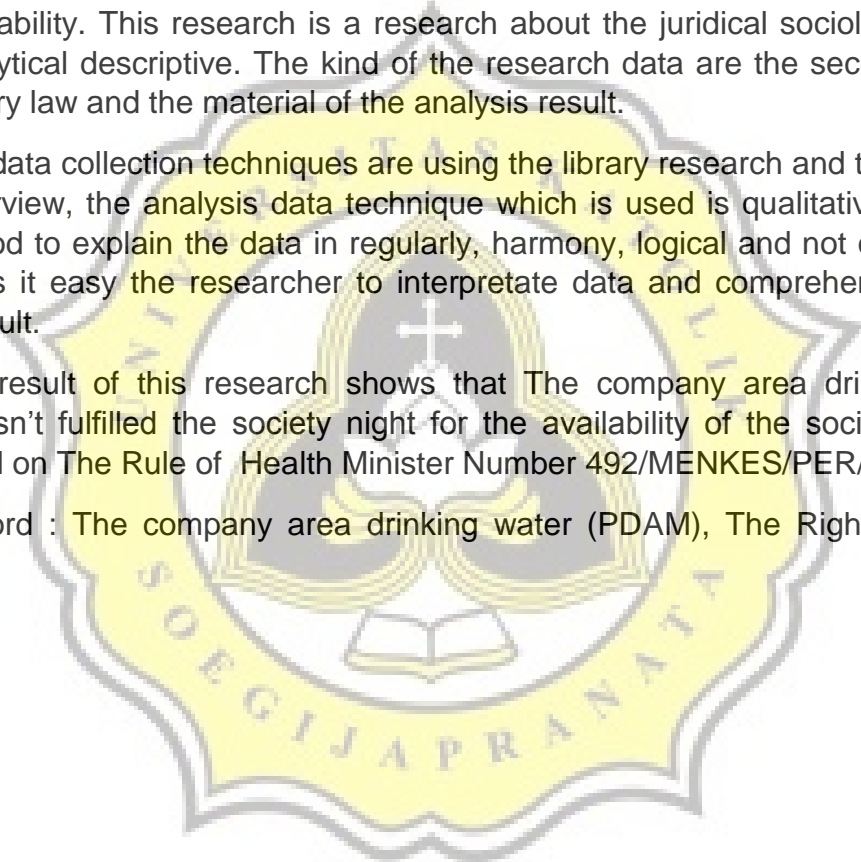 ability. This research is a research about the juridical sociol
ytical descriptive. The kind of the research data are the sec
ry law and the material of the analysis result.
data collection techniques are using the library research and t
rview, the analysis data technique which is used is qualitativ
od to explain the data in regularly, harmony, logical and not
s it easy the researcher to interpretate data and comprehe
ult.
result of this research shows that The company area dri
sn't fulfilled the society night for the availability of the soci
d on The Rule of Health Minister Number 492/MENKES/PER/
ord : The company area drinking water (PDAM), The Righ
UNIVERSITAS KATOLIK
SOEGIJAPRANATA